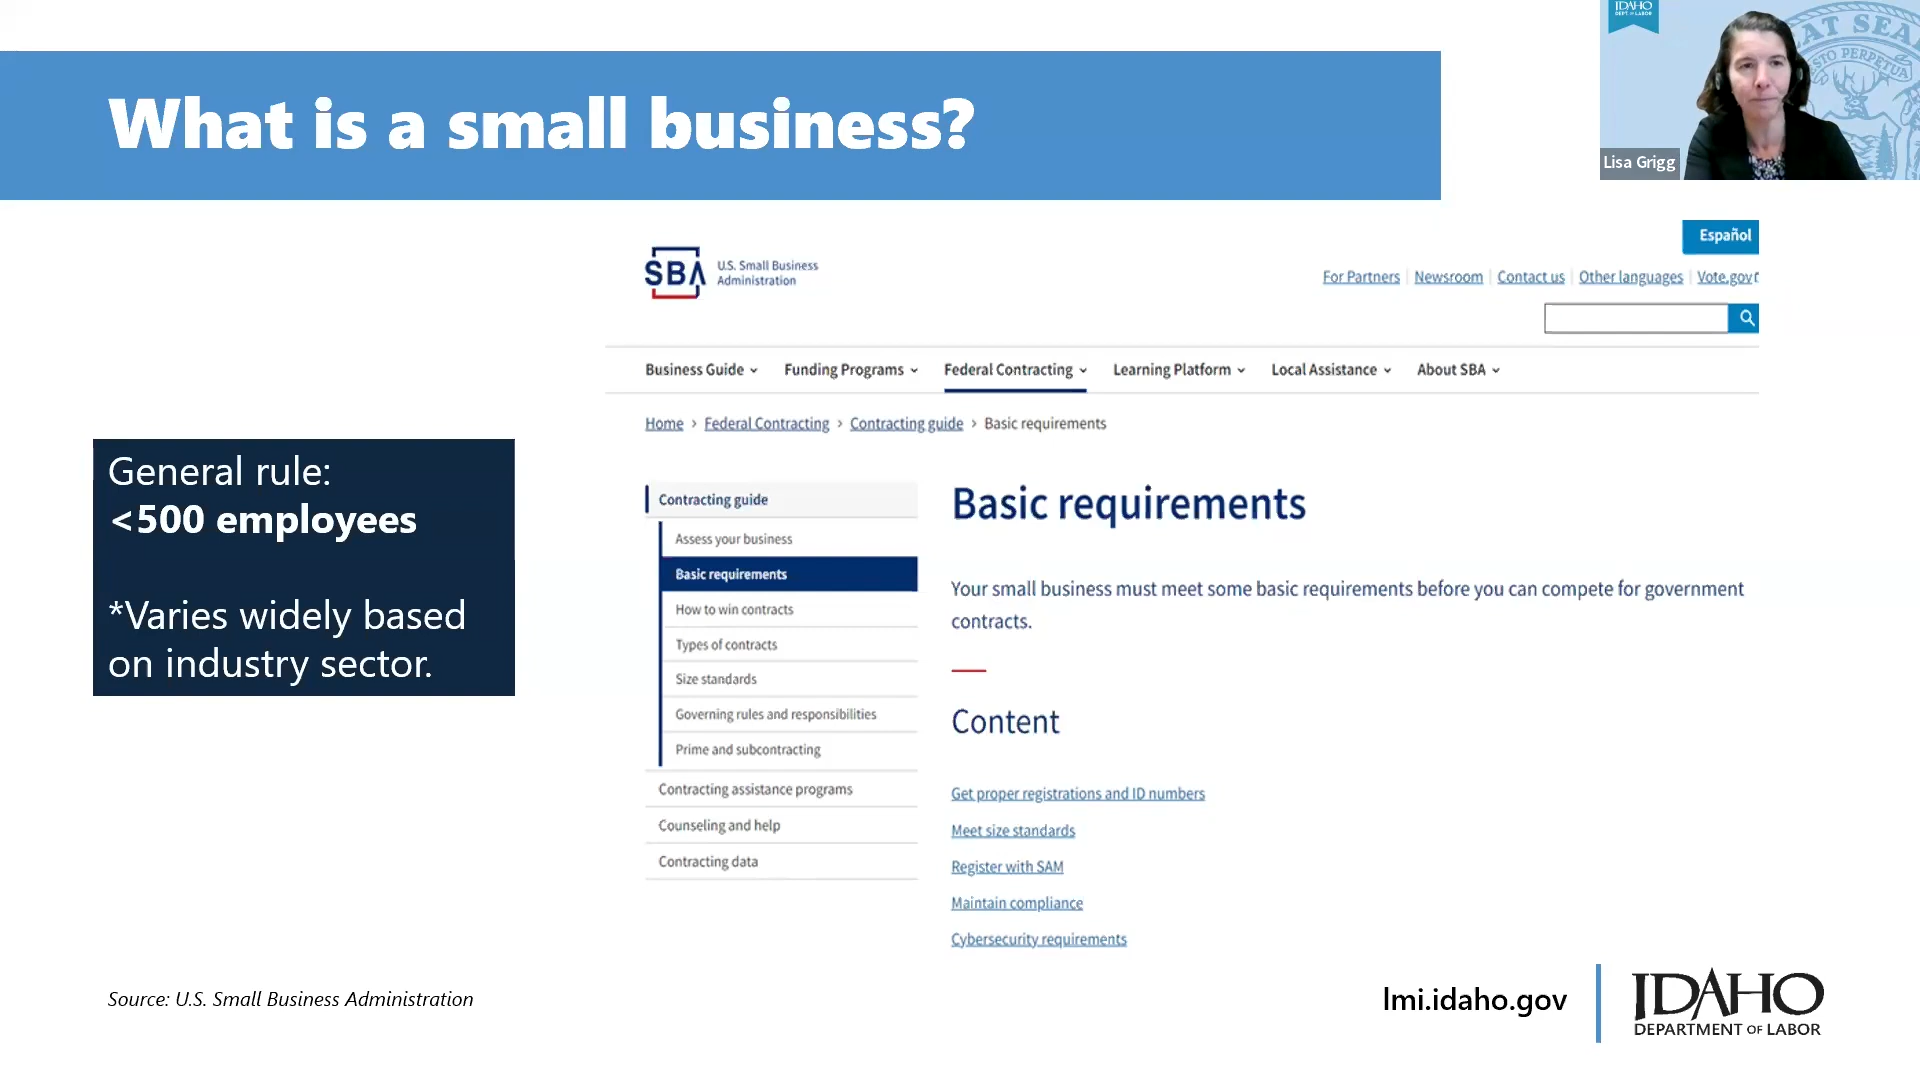 What is a small business?
IDAHO
DEPT. OF LABOR
Lisa Grigg
SBA
U.S. Small Business
Administration
Español
For Partners
Newsroom
Contact us
Other languages
Vote.gov
Business Guide
Funding Programs
Federal Contracting
Learning Platform
Local Assistance
About SBA
Home › Federal Contracting › Contracting guide › Basic requirements
General rule:
<500 employees
*Varies widely based
on industry sector.
Contracting guide
Assess your business
Basic requirements
How to win contracts
Types of contracts
Size standards
Governing rules and responsibilities
Prime and subcontracting
Contracting assistance programs
Counseling and help
Contracting data
Basic requirements
Your small business must meet some basic requirements before you can compete for government
contracts.
Content
Get proper registrations and ID numbers
Meet size standards
Register with SAM
Maintain compliance
Cybersecurity requirements
Source: U.S. Small Business Administration
lmi.idaho.gov
IDAHO
DEPARTMENT OF LABOR